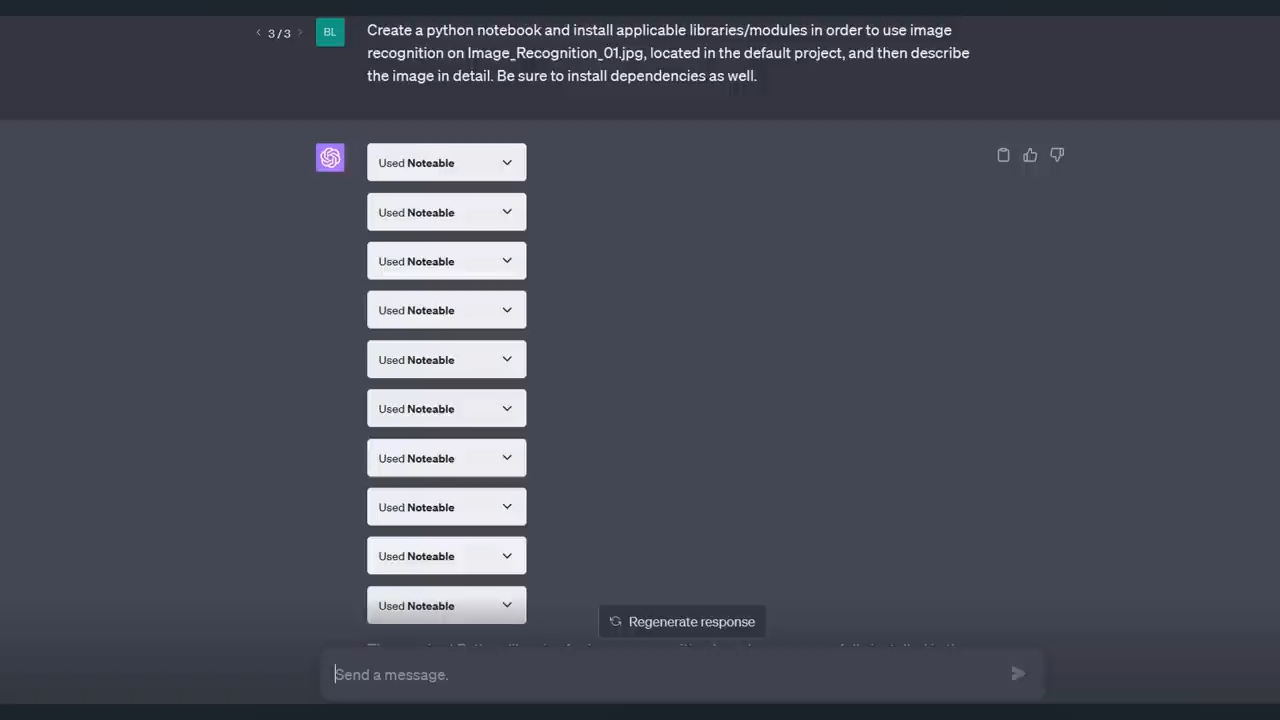 3/3
BL
Create a python notebook and install applicable libraries/modules in order to use image
recognition on Image_Recognition_01.jpg, located in the default project, and then describe
the image in detail. Be sure to install dependencies as well.
Used Noteable
Used Noteable
Used Noteable
Used Noteable
Used Noteable
Used Noteable
Used Noteable
Used Noteable
Used Noteable
Used Noteable
Regenerate response
Send a message.